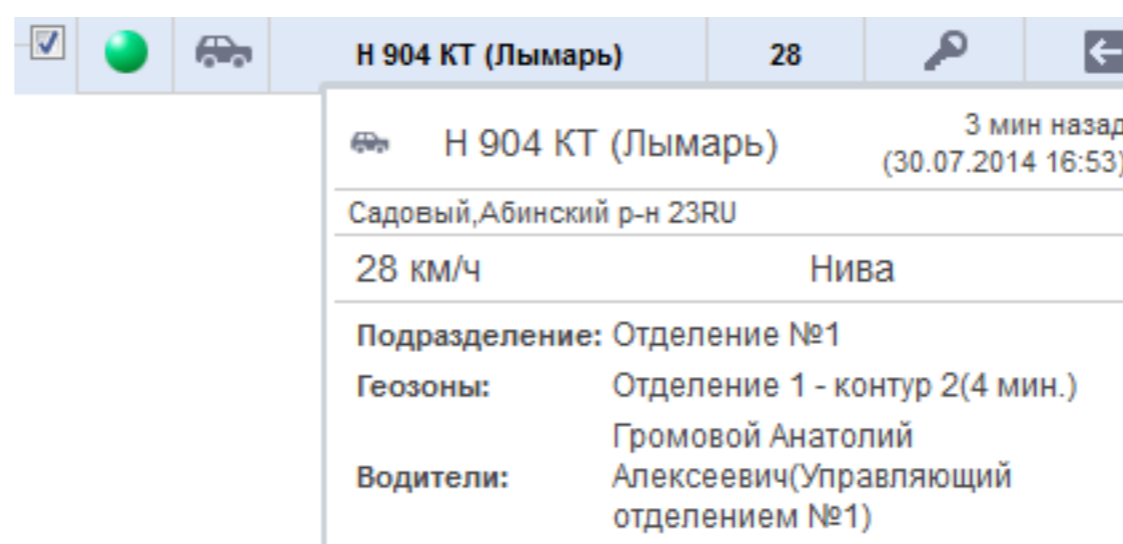 Н 904 КТ (Лымарь) 28
Н 904 КТ (Лымарь) 3 мин назад
(30.07.2014 16:53)
Садовый,Абинский р-н 23RU
28 км/ч Нива
Подразделение: Отделение №1
Геозоны: Отделение 1 - контур 2(4 мин.)
Водители: Громовой Анатолий
Алексеевич(Управляющий
отделением №1)